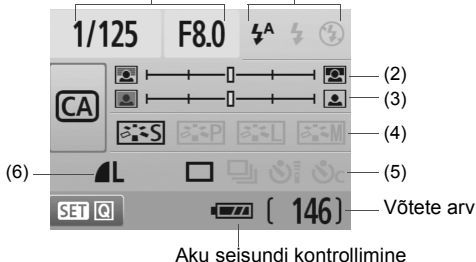 1/125 F8.0 A
(2)
(3)
CA
S P L M (4)
(6) L C (5)
SET Q ( 146 ) Võtete arv
Aku seisundi kontrollimine